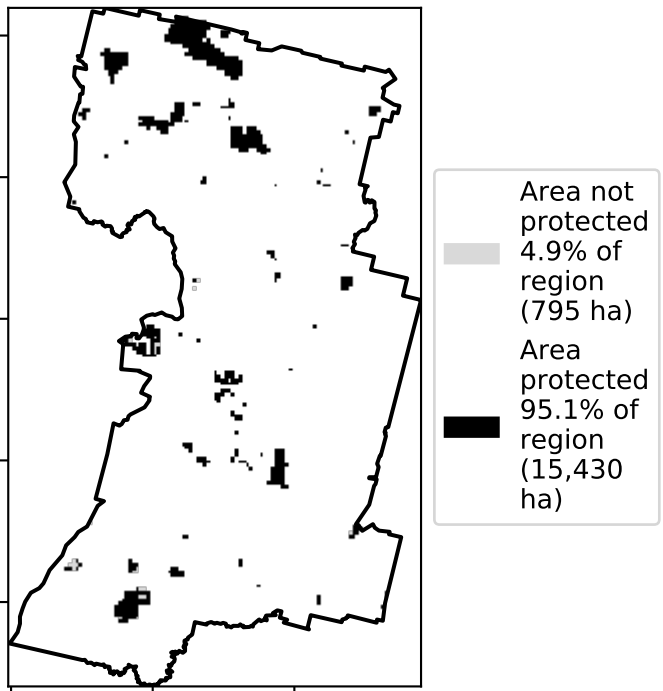 Area not
protected
4.9% of
region
(795 ha)
Area
protected
95.1% of
region
(15,430
ha)